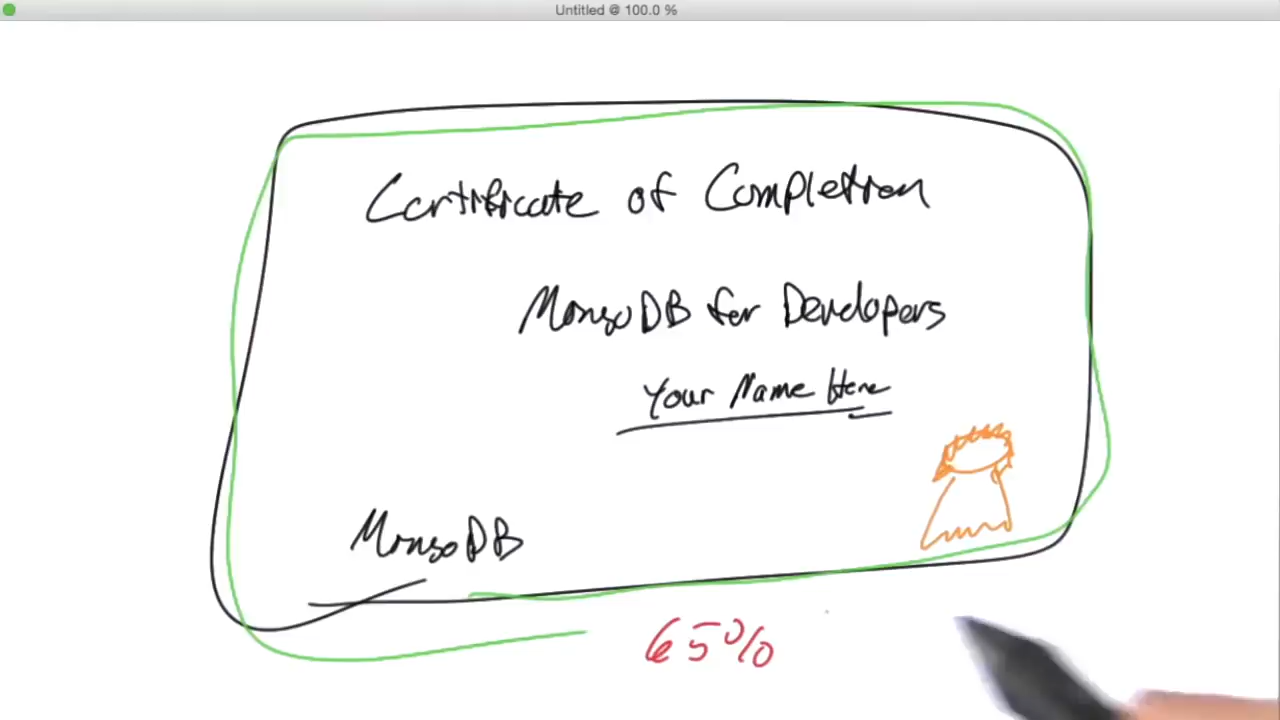 Untitled @ 100.0 %
Certificate of Completion
MongoDB for Developers
Your Name Here
MongoDB
65%